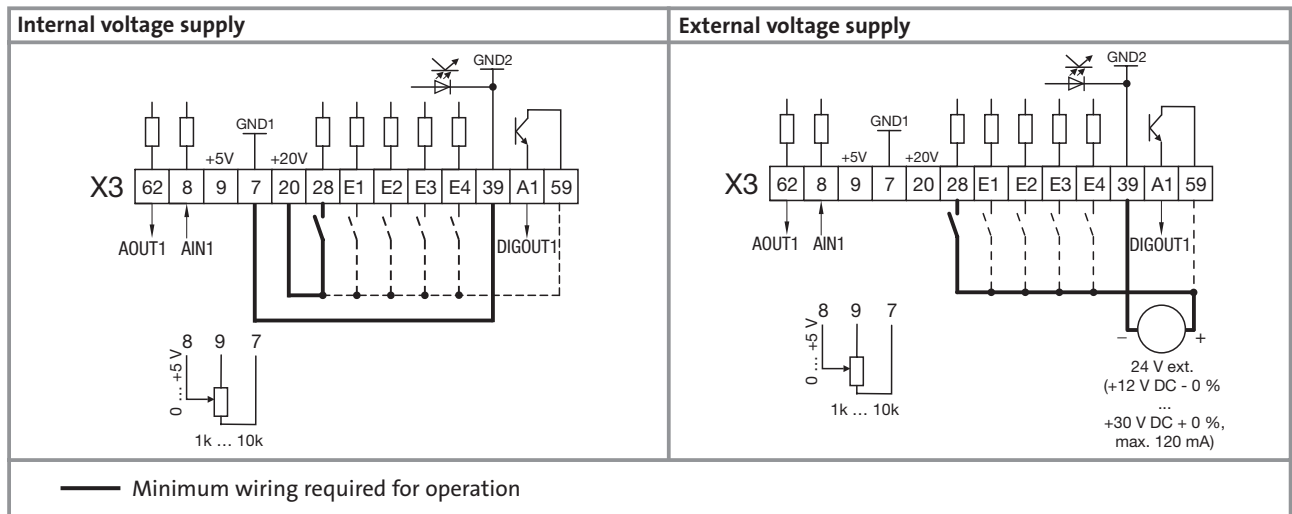 Internal voltage supply
GND2
GND1
+5V
+20V
X3 62 8 9 7 20 28 E1 E2 E3 E4 39 A1 59
AOUT1 AIN1
DIGOUT1
8 9 7
0 ... +5 V
1k ... 10k
External voltage supply
GND2
GND1
+5V
+20V
X3 62 8 9 7 20 28 E1 E2 E3 E4 39 A1 59
AOUT1 AIN1
DIGOUT1
8 9 7
0 ... +5 V
1k ... 10k
– +
24 V ext.
(+12 V DC - 0 %
...
+30 V DC + 0 %,
max. 120 mA)
Minimum wiring required for operation